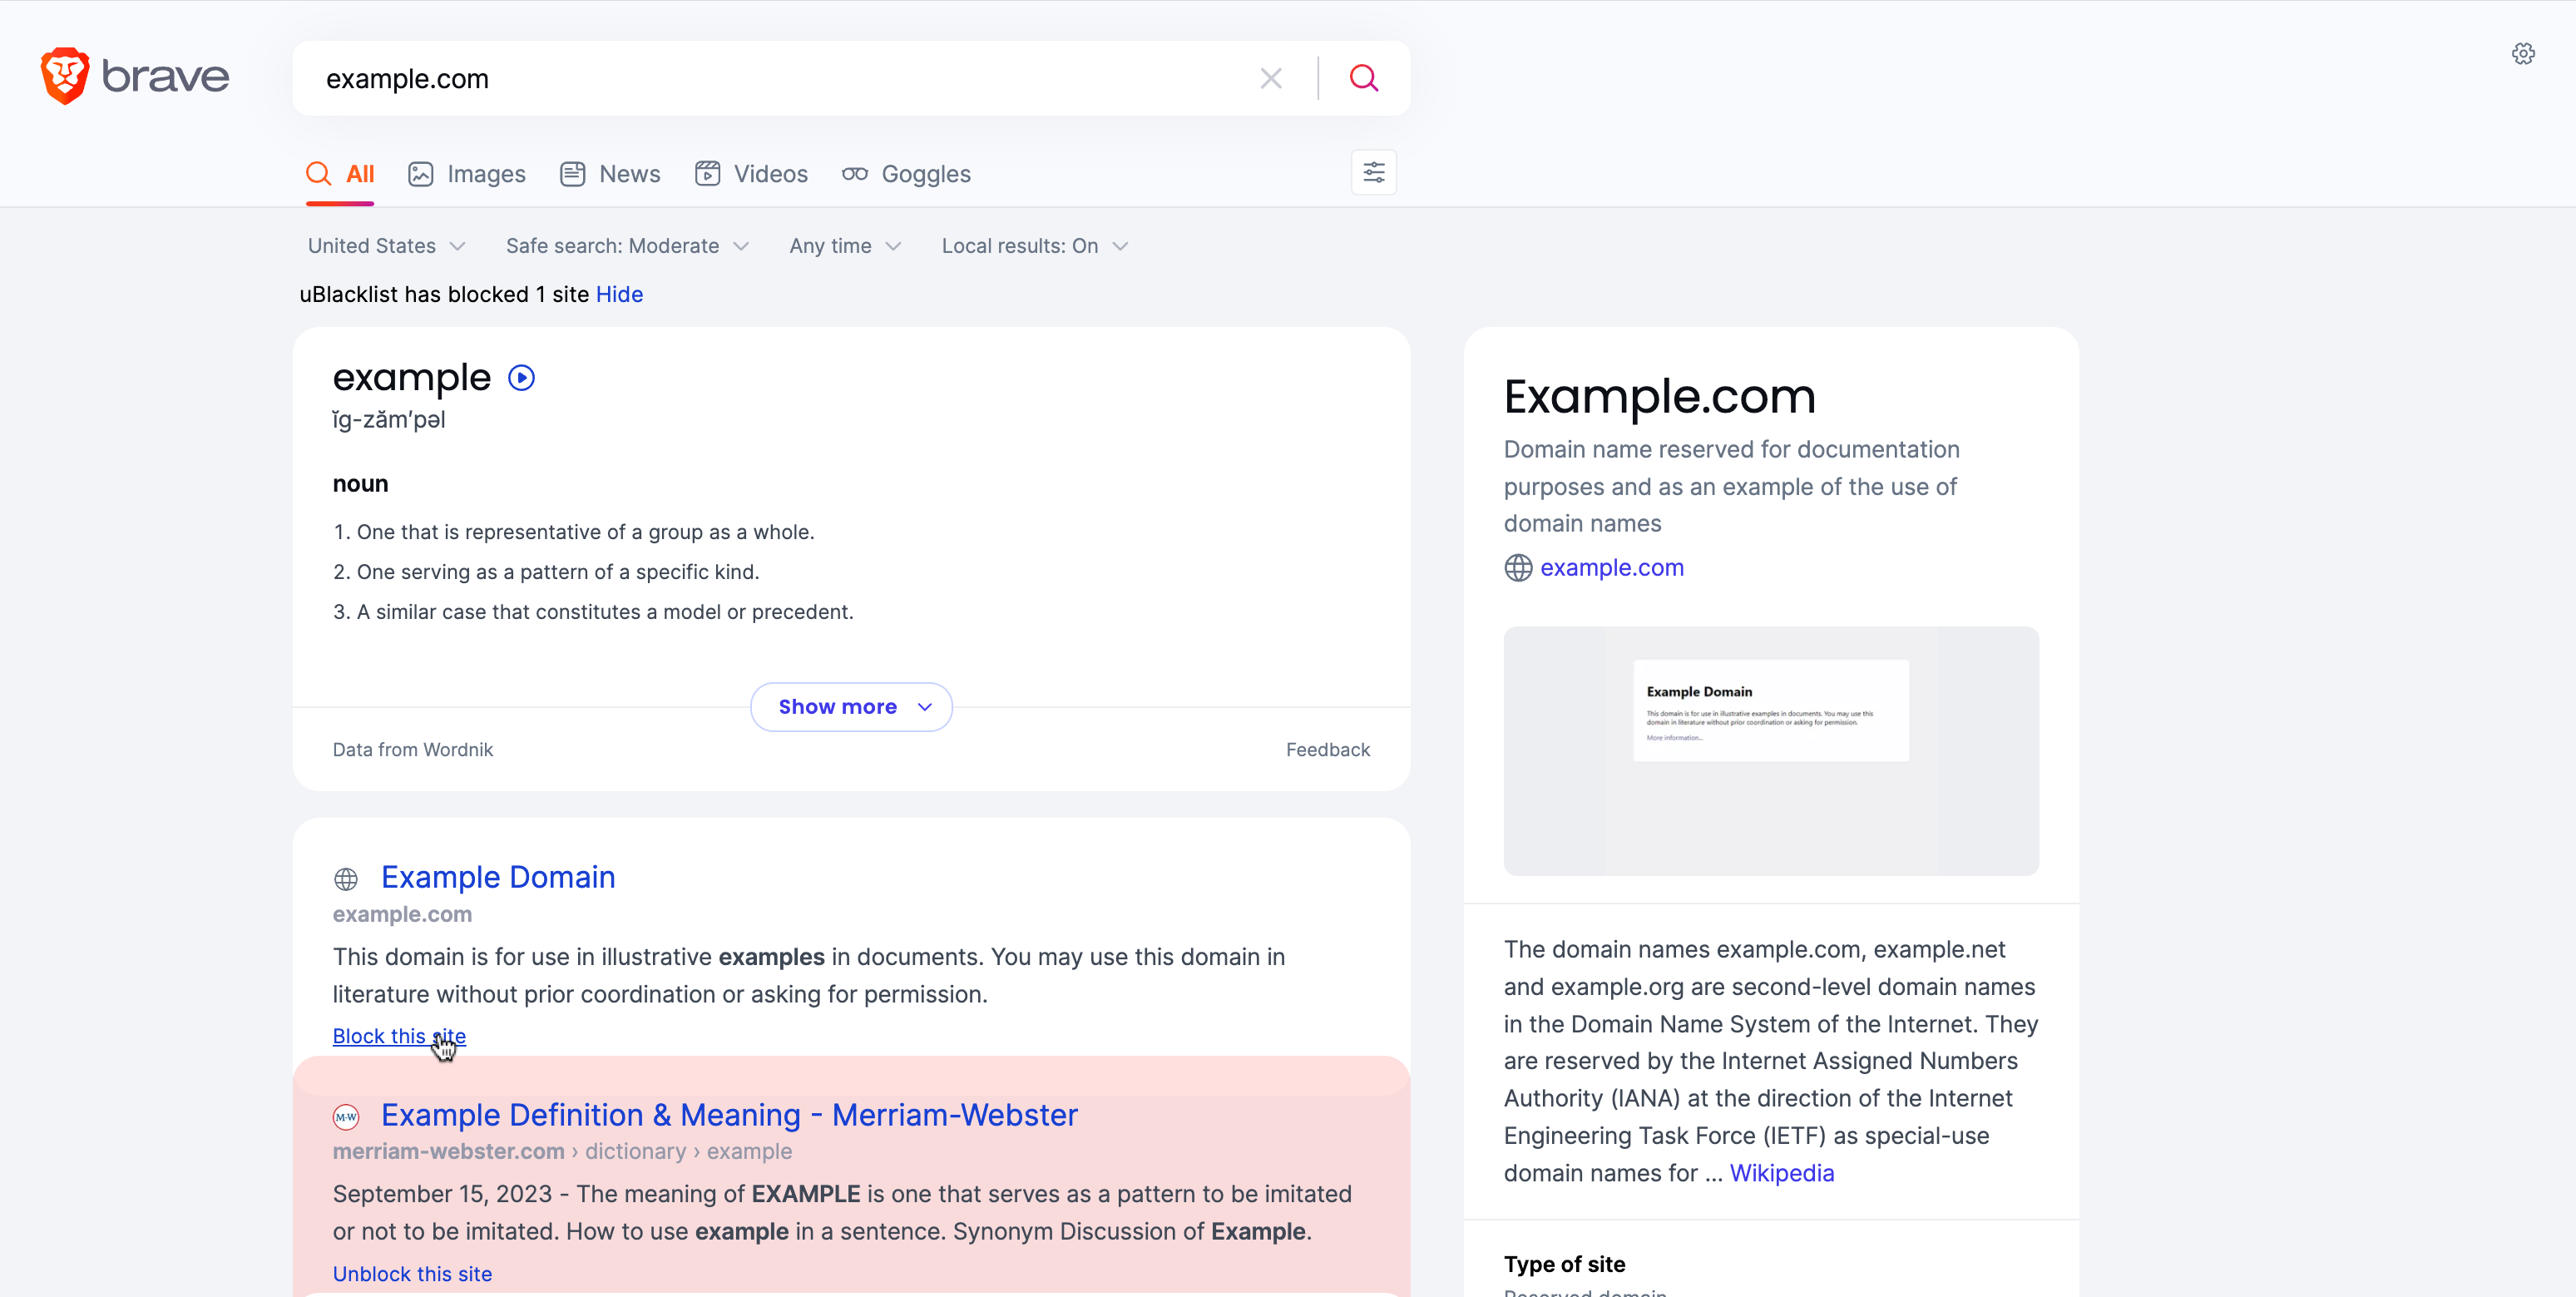 brave
example.com
All
Images
News
Videos
Goggles
United States
Safe search: Moderate
Any time
Local results: On
uBlacklist has blocked 1 site Hide
example
ĭg-zăm′pəl
noun
1. One that is representative of a group as a whole.
2. One serving as a pattern of a specific kind.
3. A similar case that constitutes a model or precedent.
Show more
Data from Wordnik
Feedback
Example Domain
example.com
This domain is for use in illustrative examples in documents. You may use this domain in
literature without prior coordination or asking for permission.
Block this site
M-W
Example Definition & Meaning - Merriam-Webster
merriam-webster.com › dictionary › example
September 15, 2023 - The meaning of EXAMPLE is one that serves as a pattern to be imitated
or not to be imitated. How to use example in a sentence. Synonym Discussion of Example.
Unblock this site
Example.com
Domain name reserved for documentation
purposes and as an example of the use of
domain names
example.com
Example Domain
This domain is for use in illustrative examples in documents. You may use this
domain in literature without prior coordination or asking for permission.
More information...
The domain names example.com, example.net
and example.org are second-level domain names
in the Domain Name System of the Internet. They
are reserved by the Internet Assigned Numbers
Authority (IANA) at the direction of the Internet
Engineering Task Force (IETF) as special-use
domain names for ... Wikipedia
Type of site
Reserved domain